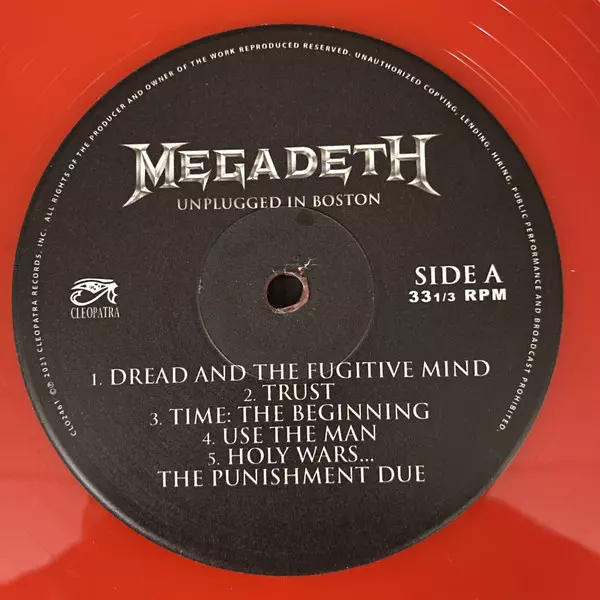 CLO2461 ©℗ 2021 CLEOPATRA RECORDS, INC. ALL RIGHTS OF THE PRODUCER AND OWNER OF THE WORK REPRODUCED RESERVED. UNAUTHORIZED COPYING, LENDING, HIRING, PUBLIC PERFORMANCE AND BROADCAST PROHIBITED.
MEGADETH
UNPLUGGED IN BOSTON
CLEOPATRA
SIDE A
33 1/3 RPM
1. DREAD AND THE FUGITIVE MIND
2. TRUST
3. TIME: THE BEGINNING
4. USE THE MAN
5. HOLY WARS...
THE PUNISHMENT DUE